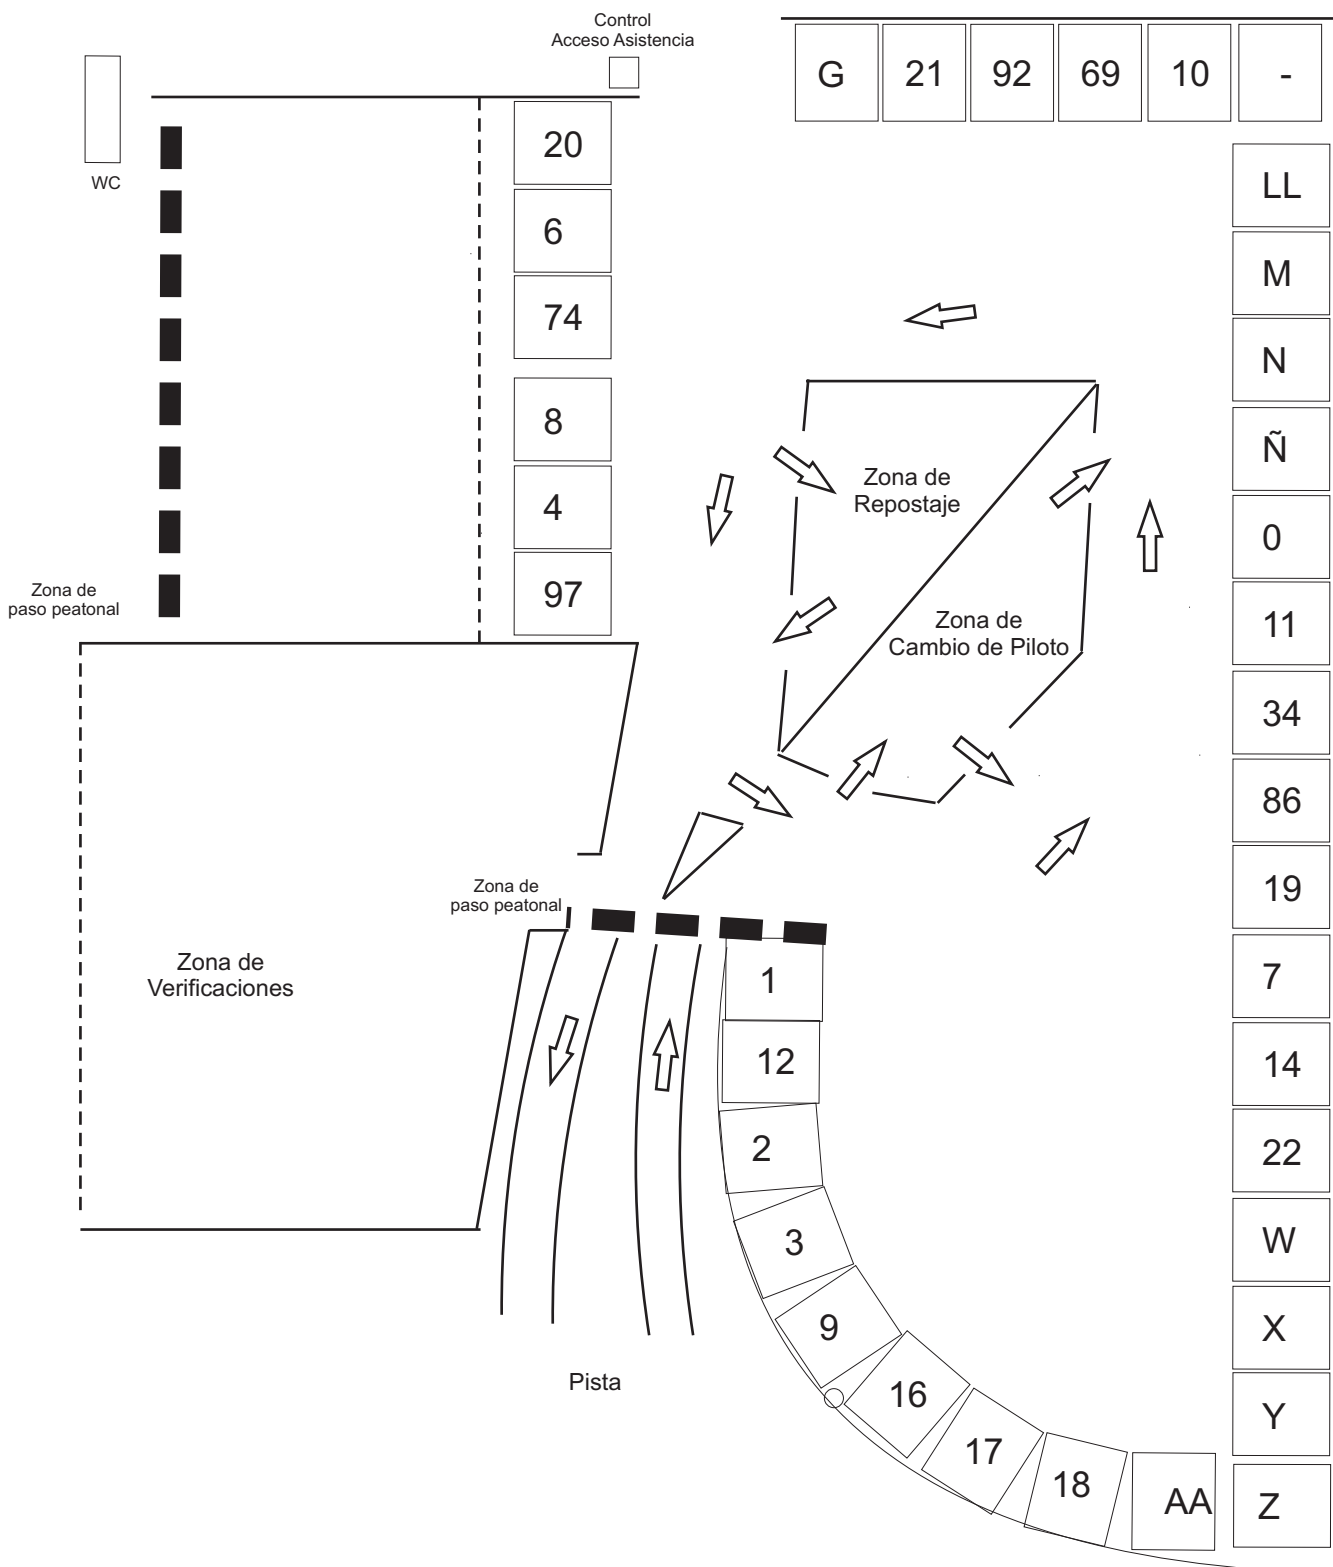 Control
Acceso Asistencia
G 21 92 69 10 -
WC
20
6
74
8
4
97
LL
M
N
Ñ
0
11
34
86
19
7
14
22
W
X
Y
Z
Zona de
Repostaje
Zona de
Cambio de Piloto
Zona de
paso peatonal
Zona de
paso peatonal
Zona de
Verificaciones
1
12
2
3
9
16
17
18
AA
Pista